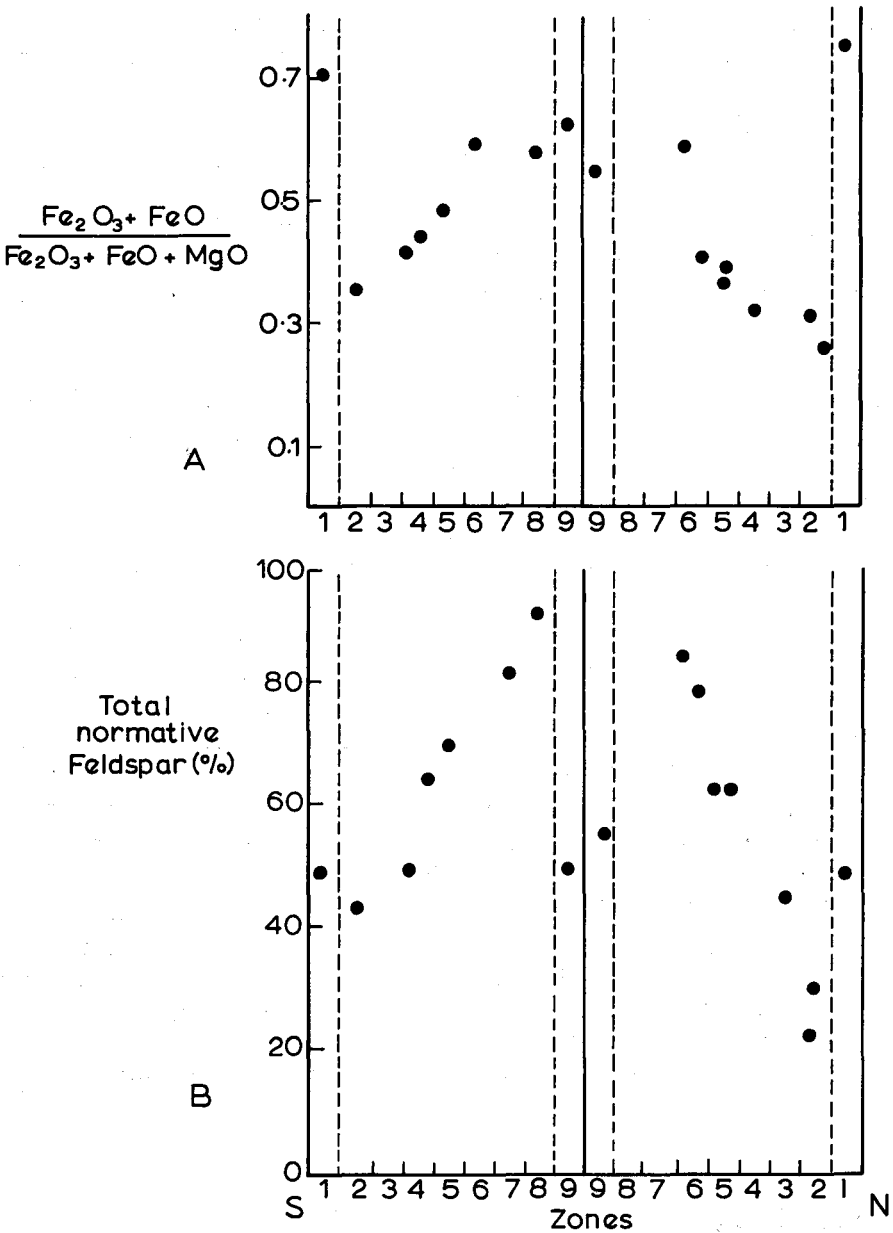 0.7
0.5
0.3
0.1
Fe2O3+ FeO
Fe2O3+ FeO + MgO
A
1 2 3 4 5 6 7 8 9 9 8 7 6 5 4 3 2 1
100
80
60
40
20
0
Total
normative
Feldspar (%)
B
1 2 3 4 5 6 7 8 9 9 8 7 6 5 4 3 2 1
S
Zones
N